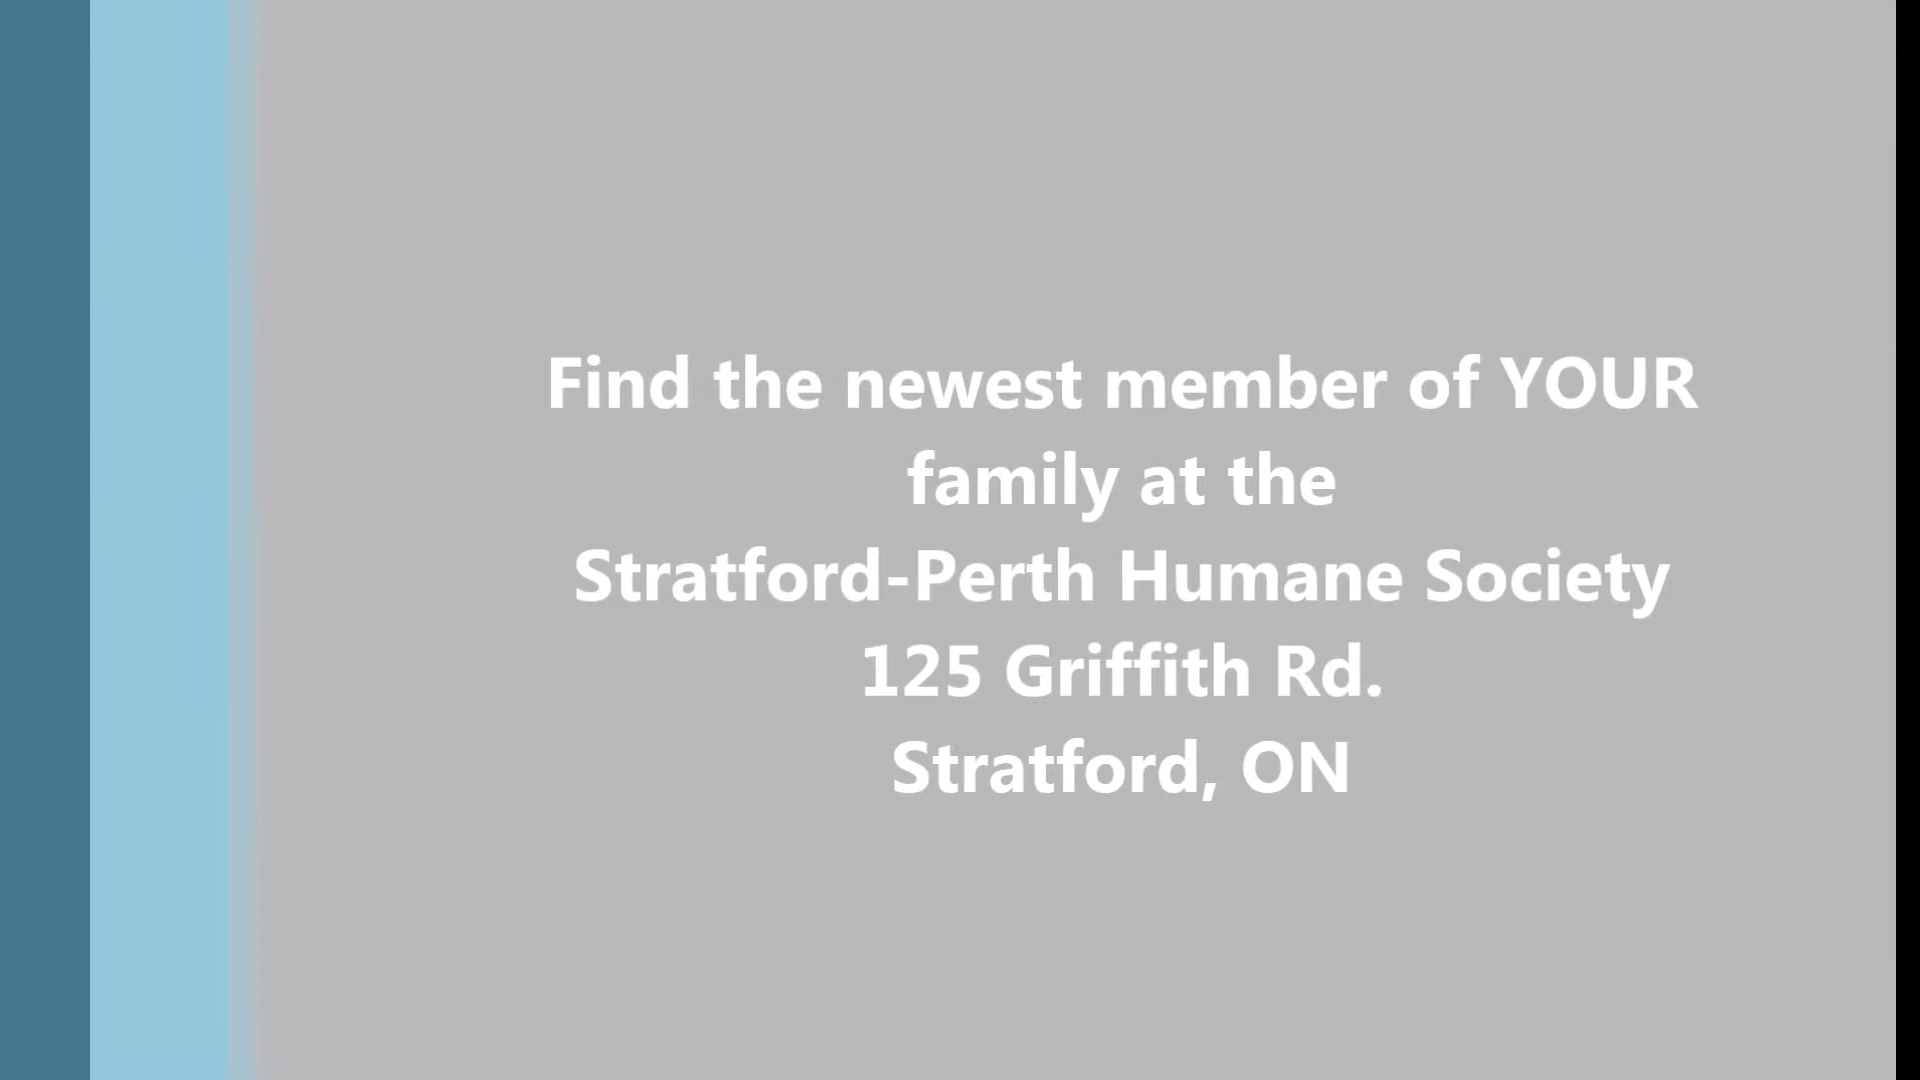 Find the newest member of YOUR
family at the
Stratford-Perth Humane Society
125 Griffith Rd.
Stratford, ON